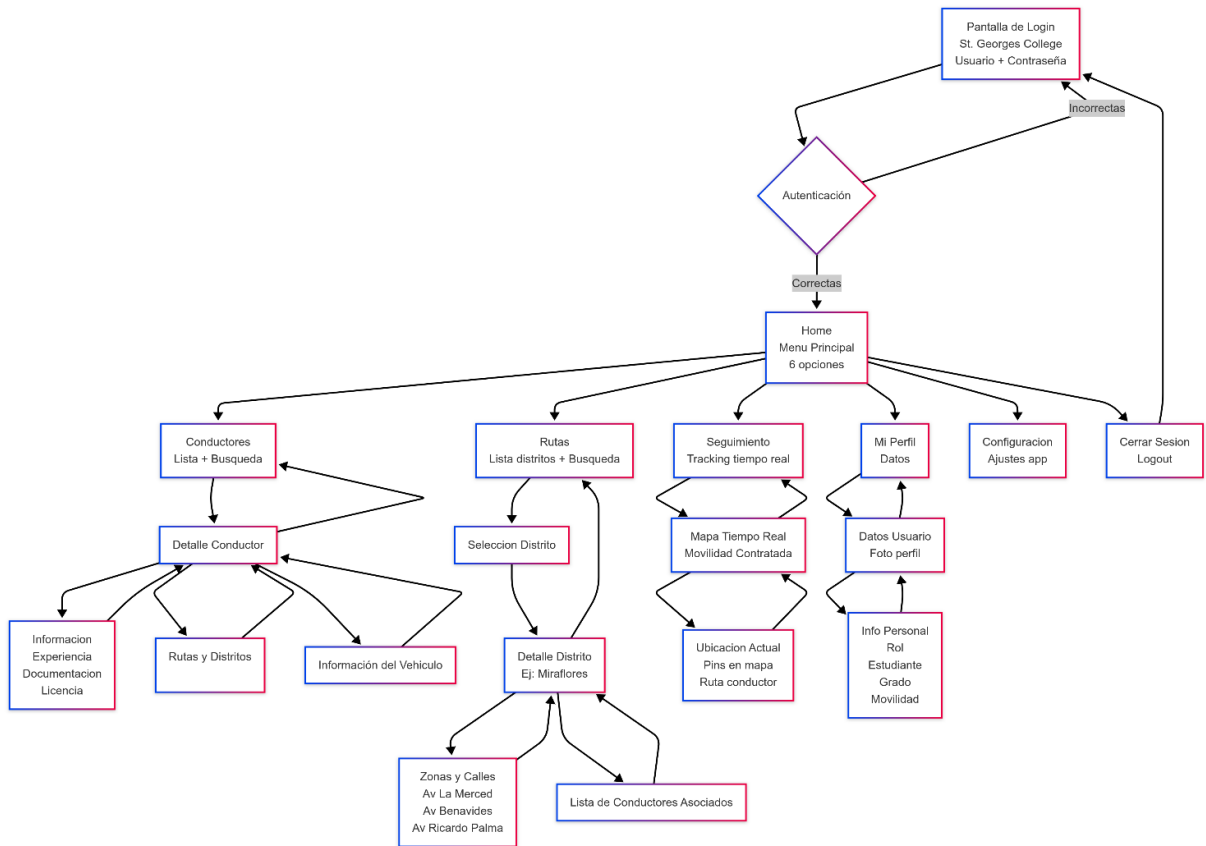 Pantalla de Login
St. Georges College
Usuario + Contraseña
Incorrectas
Autenticación
Correctas
Home
Menu Principal
6 opciones
Conductores
Lista + Busqueda
Rutas
Lista distritos + Busqueda
Seguimiento
Tracking tiempo real
Mi Perfil
Datos
Configuracion
Ajustes app
Cerrar Sesion
Logout
Detalle Conductor
Seleccion Distrito
Mapa Tiempo Real
Movilidad Contratada
Datos Usuario
Foto perfil
Informacion
Experiencia
Documentacion
Licencia
Rutas y Distritos
Información del Vehiculo
Detalle Distrito
Ej: Miraflores
Ubicacion Actual
Pins en mapa
Ruta conductor
Info Personal
Rol
Estudiante
Grado
Movilidad
Zonas y Calles
Av La Merced
Av Benavides
Av Ricardo Palma
Lista de Conductores Asociados